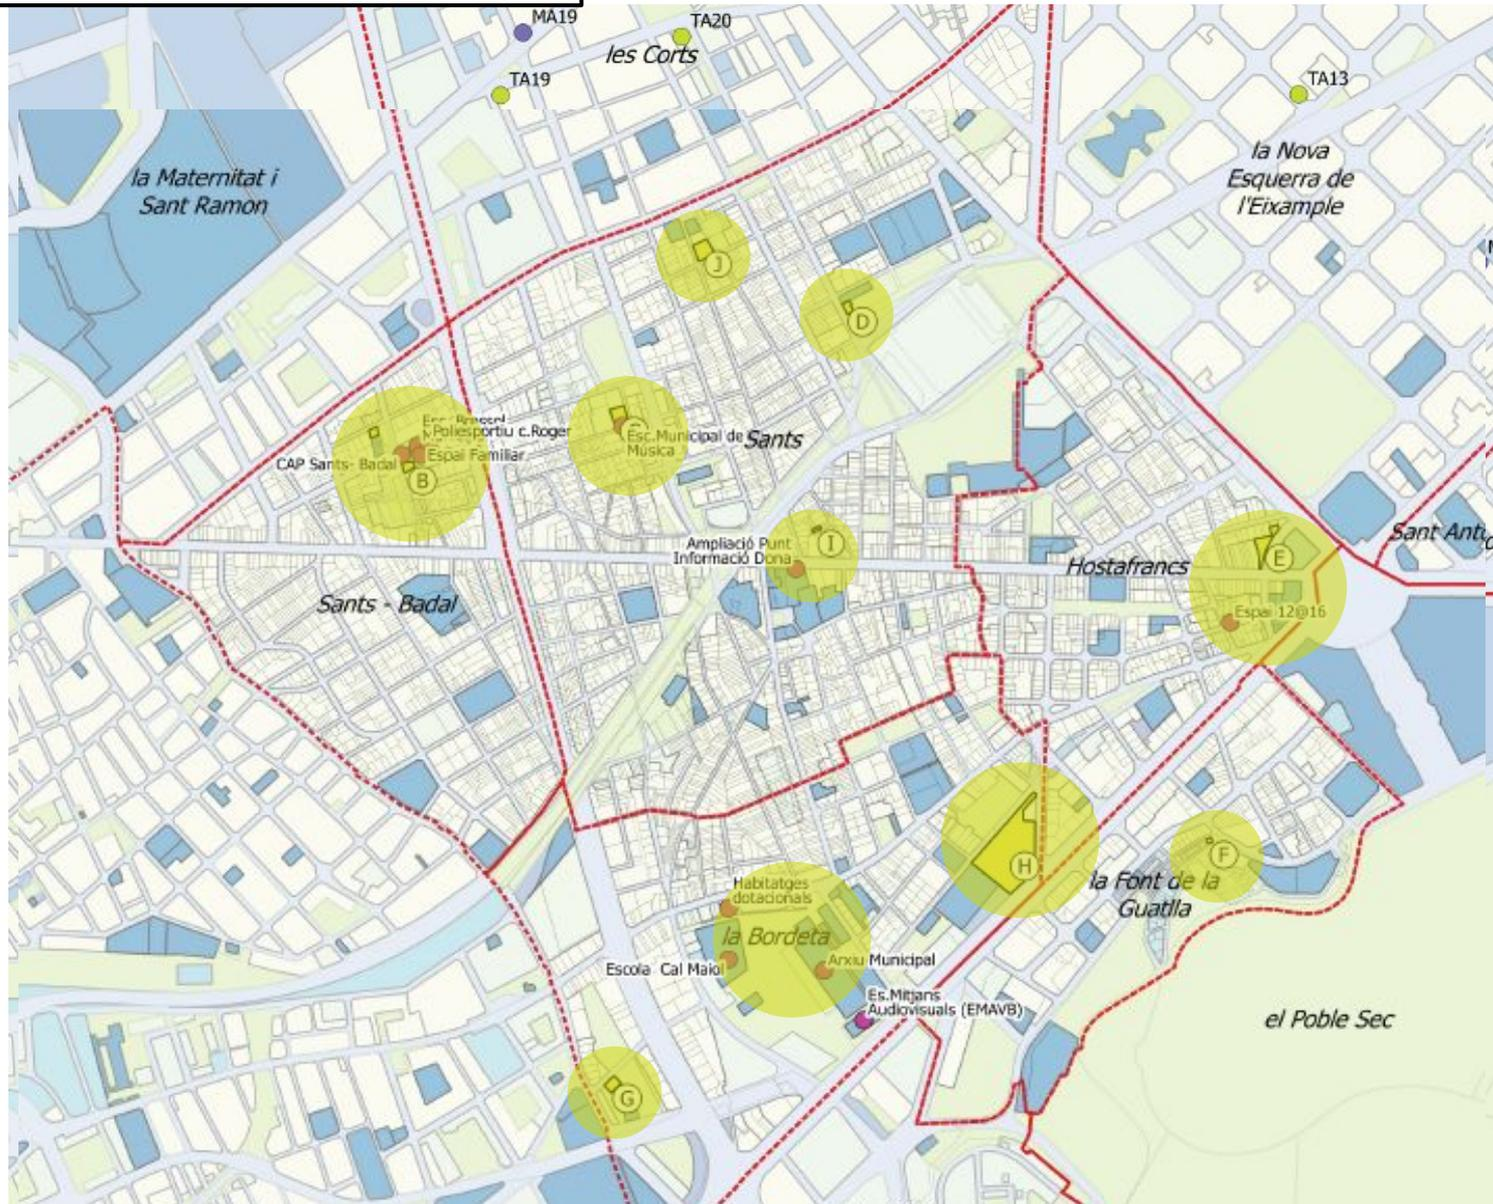 MA19
TA20
les Corts
TA19
TA13
la Nova
Esquerra de
l'Eixample
la Maternitat i
Sant Ramon
J
D
Poliesportiu c.Roger
Espai Familiar
CAP Sants- Badal
B
Esc.Municipal de
Música
Sants
Ampliació Punt
Informació Dona
I
Sant Anto
Hostafrancs
E
Espai 12@16
Sants - Badal
H
F
la Font de la
Guatlla
Habitatges
dotacionals
la Bordeta
Escola Cal Maiol
Arxiu Municipal
Es.Mitjans
Audiovisuals (EMAVB)
el Poble Sec
G